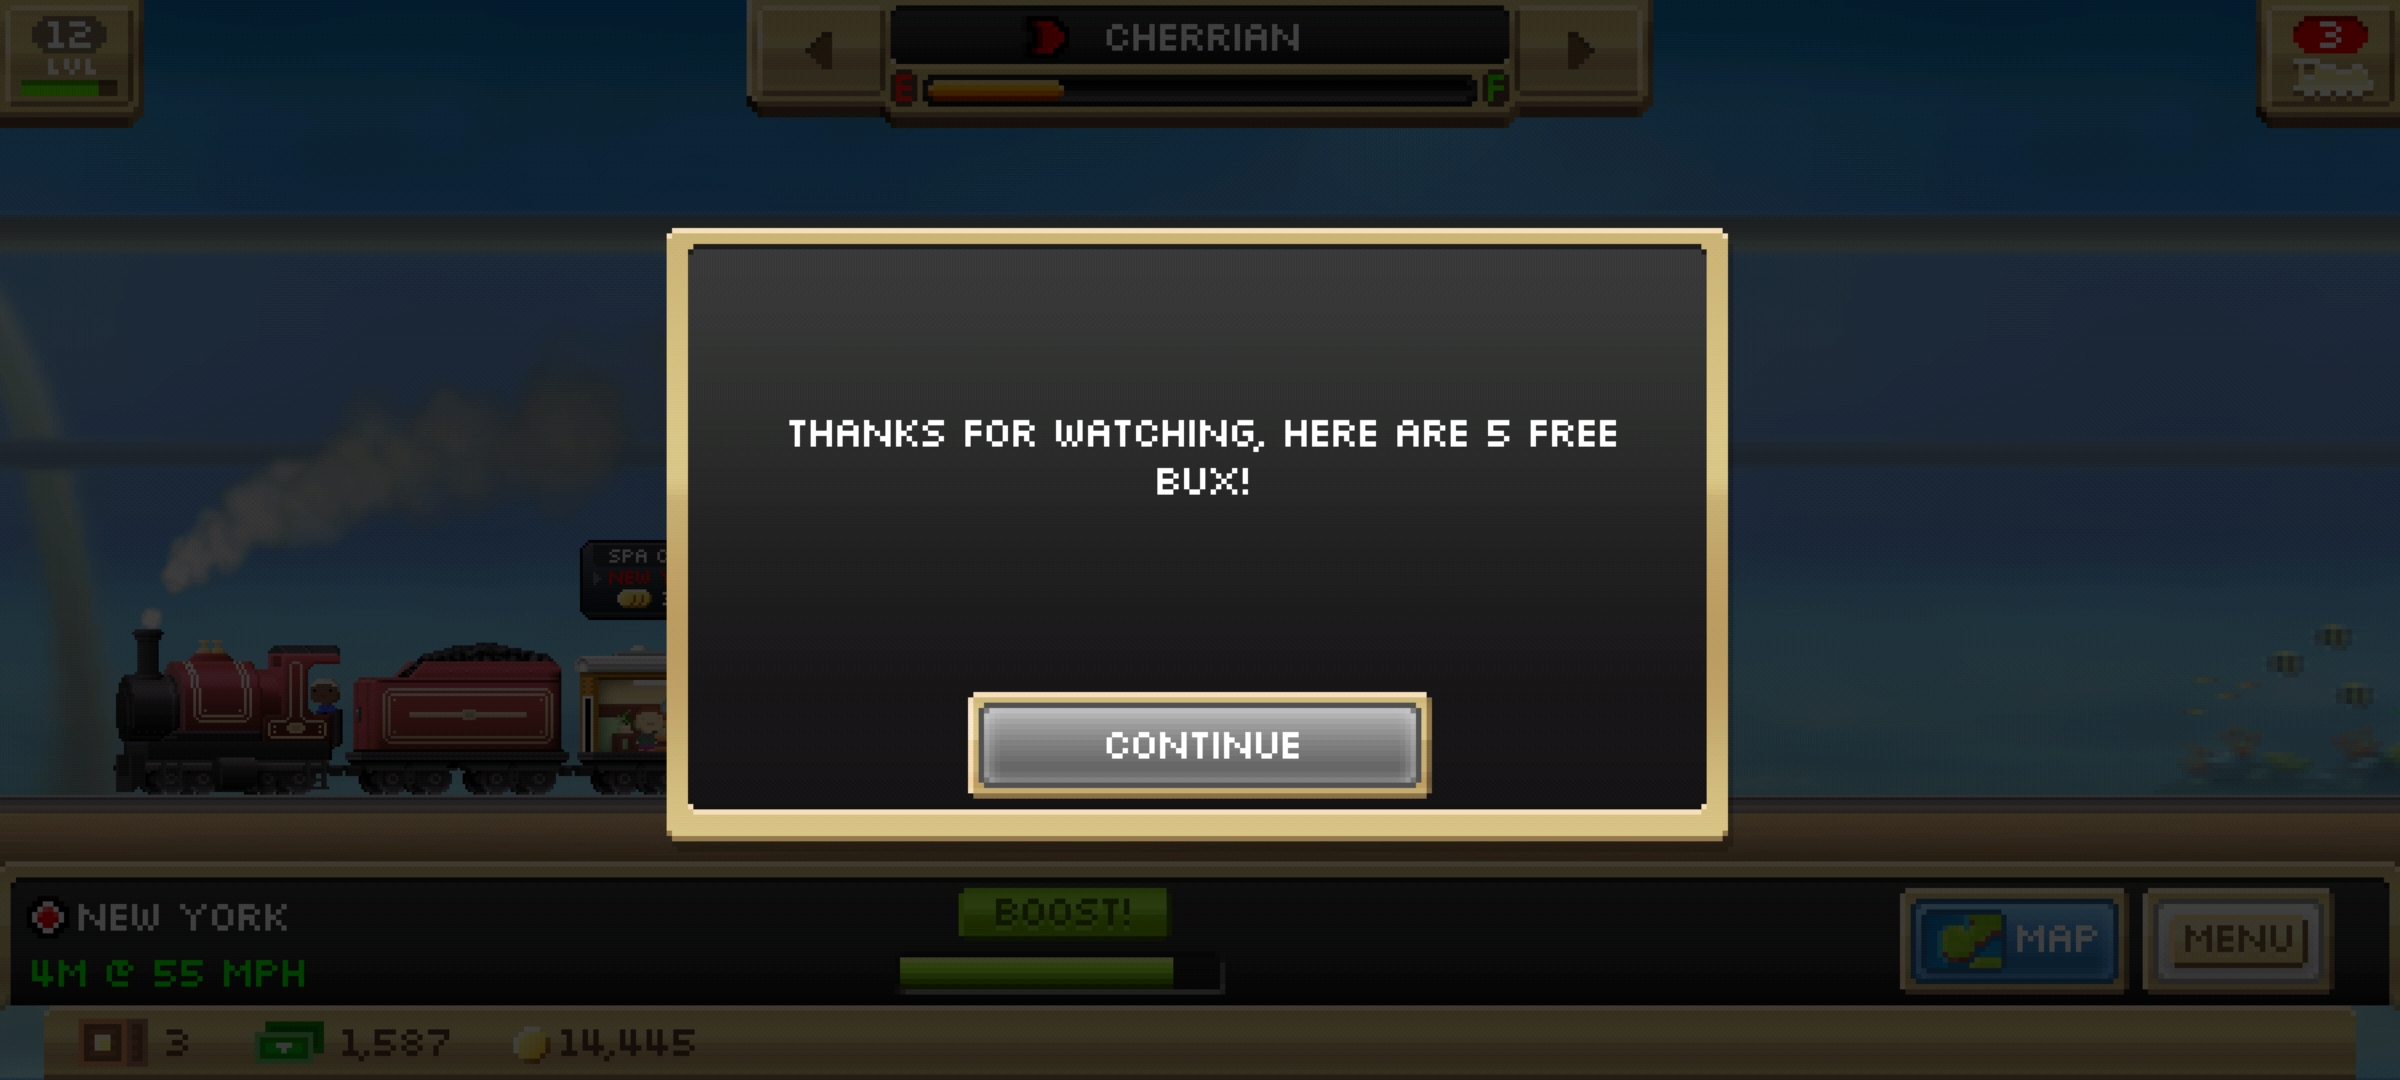 12
LVL
CHERRIAN
E
F
3
THANKS FOR WATCHING, HERE ARE 5 FREE
BUX!
SPA
NEW
CONTINUE
NEW YORK
4M @ 55 MPH
BOOST!
MAP
MENU
3
1,587
14,445